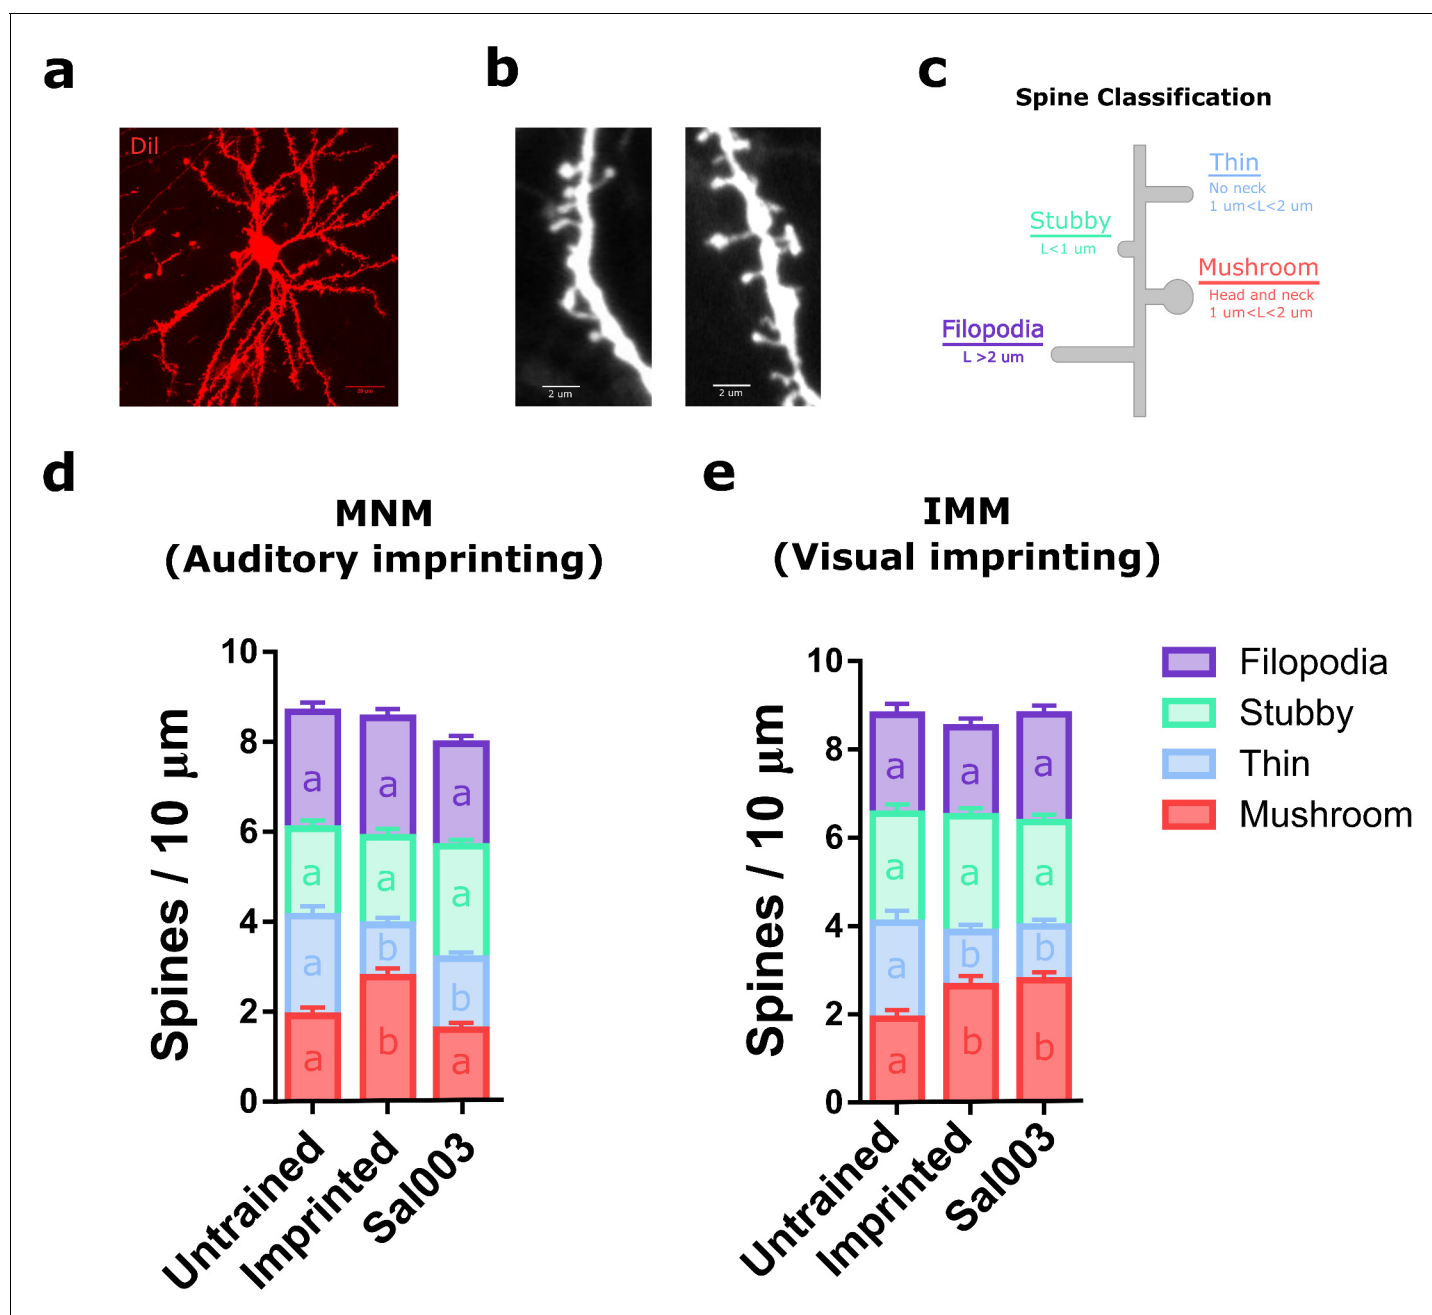 a
b
c
Dil
20 um
2 um
2 um
Spine Classification
Thin
No neck
1 um<L<2 um
Stubby
L<1 um
Mushroom
Head and neck
1 um<L<2 um
Filopodia
L >2 um
d
MNM
(Auditory imprinting)
Spines / 10 μm
10
8
6
4
2
0
a
a
a
a
a
a
a
b
b
a
b
a
Untrained
Imprinted
Sal003
e
IMM
(Visual imprinting)
Spines / 10 μm
10
8
6
4
2
0
a
a
a
a
a
a
a
b
b
a
b
b
Untrained
Imprinted
Sal003
Filopodia
Stubby
Thin
Mushroom